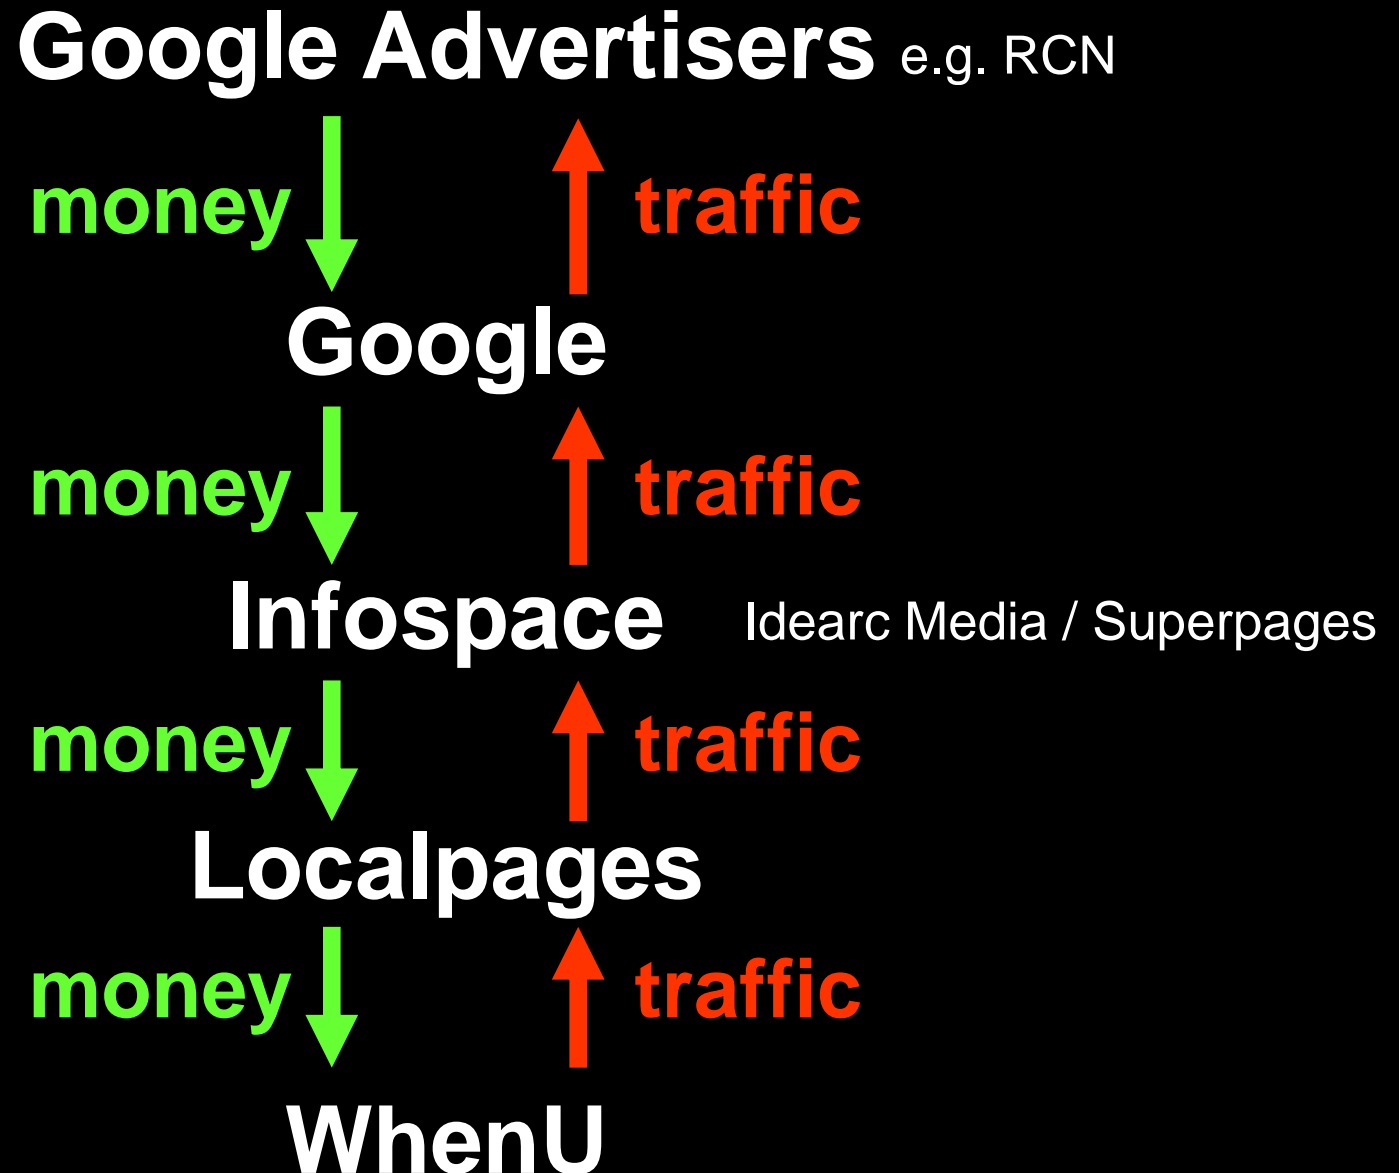 Google Advertisers e.g. RCN
money traffic
Google
money traffic
Infospace Idearc Media / Superpages
money traffic
Localpages
money traffic
WhenU